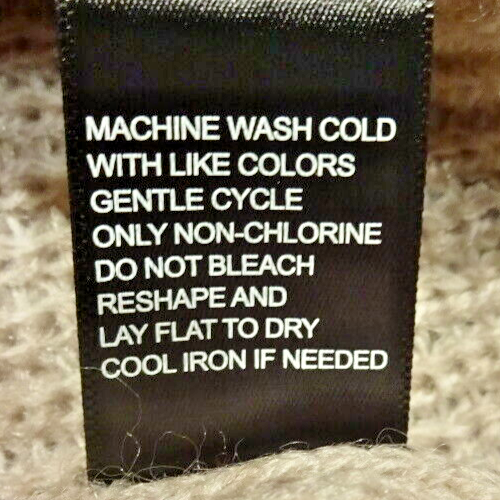 MACHINE WASH COLD
WITH LIKE COLORS
GENTLE CYCLE
ONLY NON-CHLORINE
DO NOT BLEACH
RESHAPE AND
LAY FLAT TO DRY
COOL IRON IF NEEDED